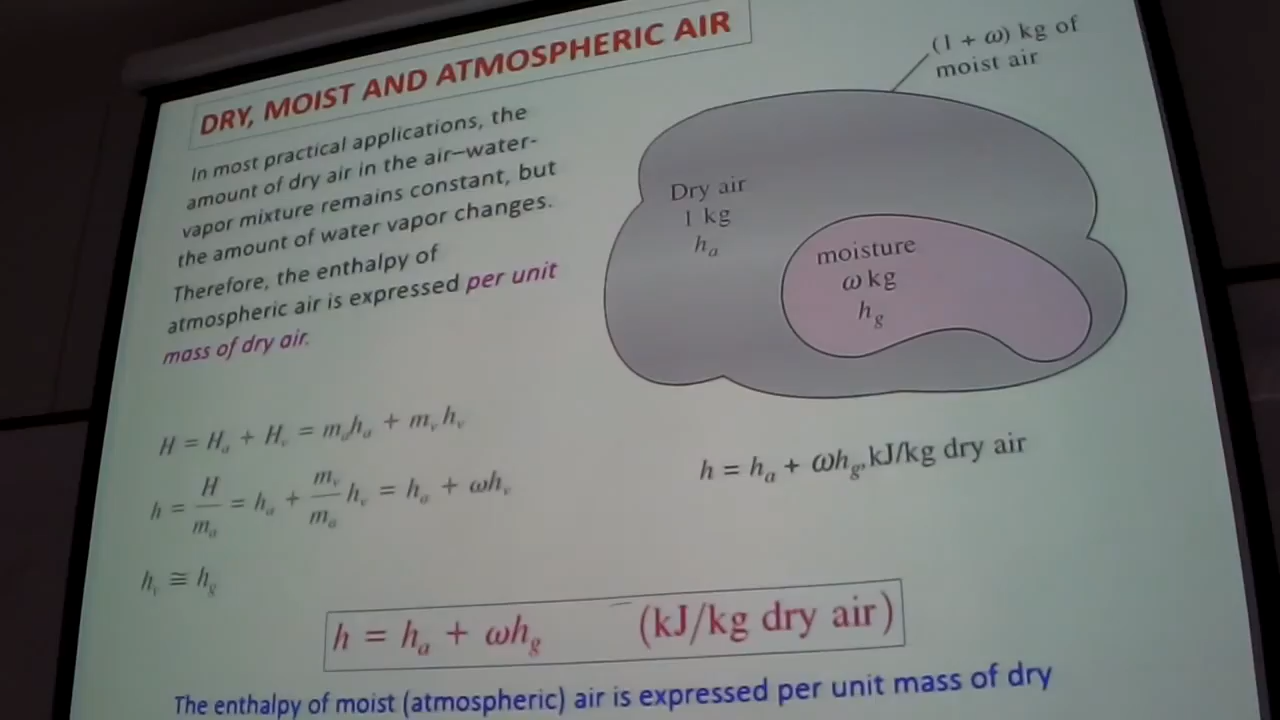 DRY, MOIST AND ATMOSPHERIC AIR
In most practical applications, the
amount of dry air in the air–water-
vapor mixture remains constant, but
the amount of water vapor changes.
Therefore, the enthalpy of
atmospheric air is expressed per unit
mass of dry air.
(1 + ω) kg of
moist air
Dry air
1 kg
hₐ
moisture
ω kg
h_g
H = Hₐ + Hᵥ = mₐhₐ + mᵥhᵥ
h = H/mₐ = hₐ + mᵥ/mₐ hᵥ = hₐ + ωhᵥ
hᵥ ≅ h_g
h = hₐ + ωh_g, kJ/kg dry air
h = hₐ + ωh_g (kJ/kg dry air)
The enthalpy of moist (atmospheric) air is expressed per unit mass of dry